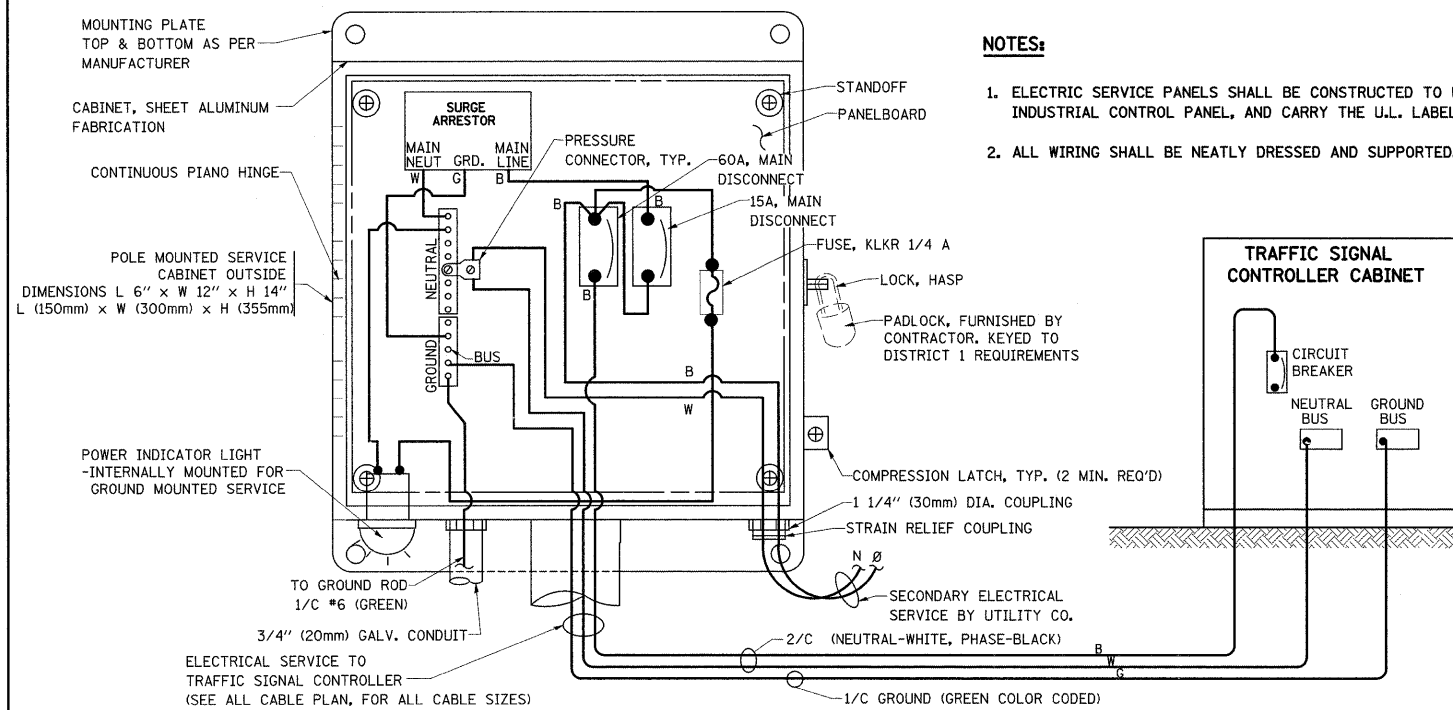 MOUNTING PLATE
TOP & BOTTOM AS PER
MANUFACTURER
CABINET, SHEET ALUMINUM
FABRICATION
CONTINUOUS PIANO HINGE
POLE MOUNTED SERVICE
CABINET OUTSIDE
DIMENSIONS L 6" x W 12" x H 14"
L (150mm) x W (300mm) x H (355mm)
POWER INDICATOR LIGHT
-INTERNALLY MOUNTED FOR
GROUND MOUNTED SERVICE
TO GROUND ROD
1/C #6 (GREEN)
3/4" (20mm) GALV. CONDUIT
ELECTRICAL SERVICE TO
TRAFFIC SIGNAL CONTROLLER
(SEE ALL CABLE PLAN, FOR ALL CABLE SIZES)
SURGE
ARRESTOR
MAIN
NEUT
GRD.
MAIN
LINE
W
G
B
NEUTRAL
GROUND
BUS
PRESSURE
CONNECTOR, TYP.
60A, MAIN
DISCONNECT
15A, MAIN
DISCONNECT
B
B
B
B
W
STANDOFF
PANELBOARD
FUSE, KLKR 1/4 A
LOCK, HASP
PADLOCK, FURNISHED BY
CONTRACTOR. KEYED TO
DISTRICT 1 REQUIREMENTS
COMPRESSION LATCH, TYP. (2 MIN. REQ'D)
1 1/4" (30mm) DIA. COUPLING
STRAIN RELIEF COUPLING
N Ø
SECONDARY ELECTRICAL
SERVICE BY UTILITY CO.
2/C (NEUTRAL-WHITE, PHASE-BLACK)
B
W
G
1/C GROUND (GREEN COLOR CODED)
NOTES:
1. ELECTRIC SERVICE PANELS SHALL BE CONSTRUCTED TO
INDUSTRIAL CONTROL PANEL, AND CARRY THE U.L. LABEL
2. ALL WIRING SHALL BE NEATLY DRESSED AND SUPPORTED.
TRAFFIC SIGNAL
CONTROLLER CABINET
CIRCUIT
BREAKER
NEUTRAL
BUS
GROUND
BUS